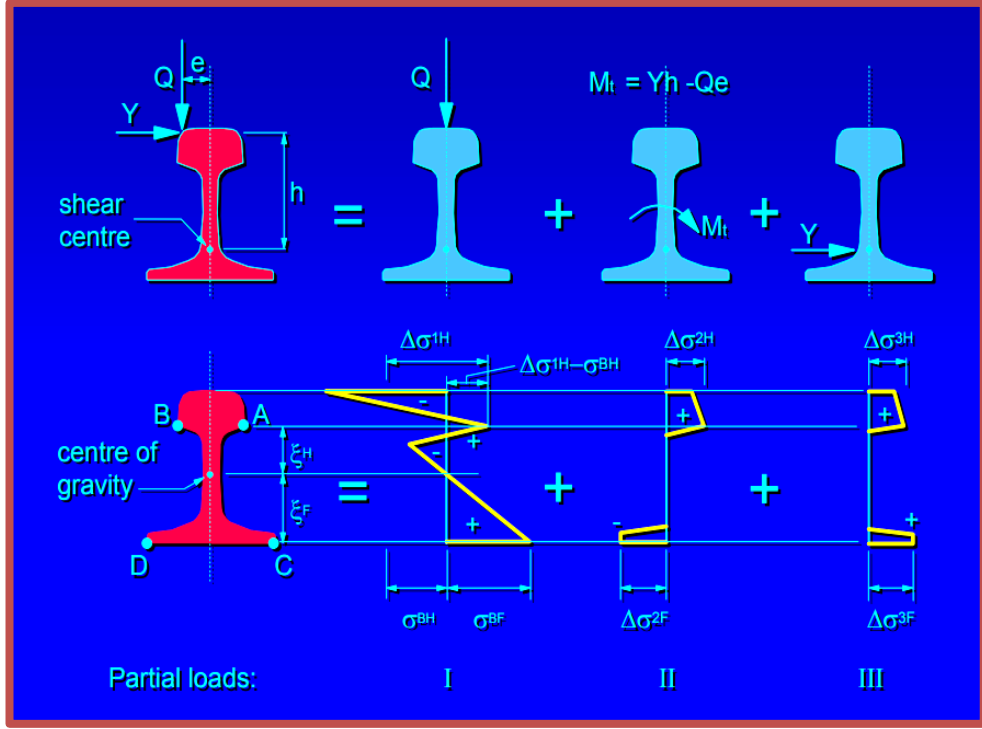 Q e
Y
h
shear
centre
=
Q
+
Mₜ = Yh -Qe
Mₜ
+
Y
Δσ¹ᴴ
Δσ¹ᴴ–σᴮᴴ
Δσ²ᴴ
Δσ³ᴴ
B A
centre of
gravity
ξᴴ
ξF
D C
=
-
+
-
+
+
+
-
+
+
+
σᴮᴴ
σBF
Δσ2F
Δσ3F
Partial loads: I II III